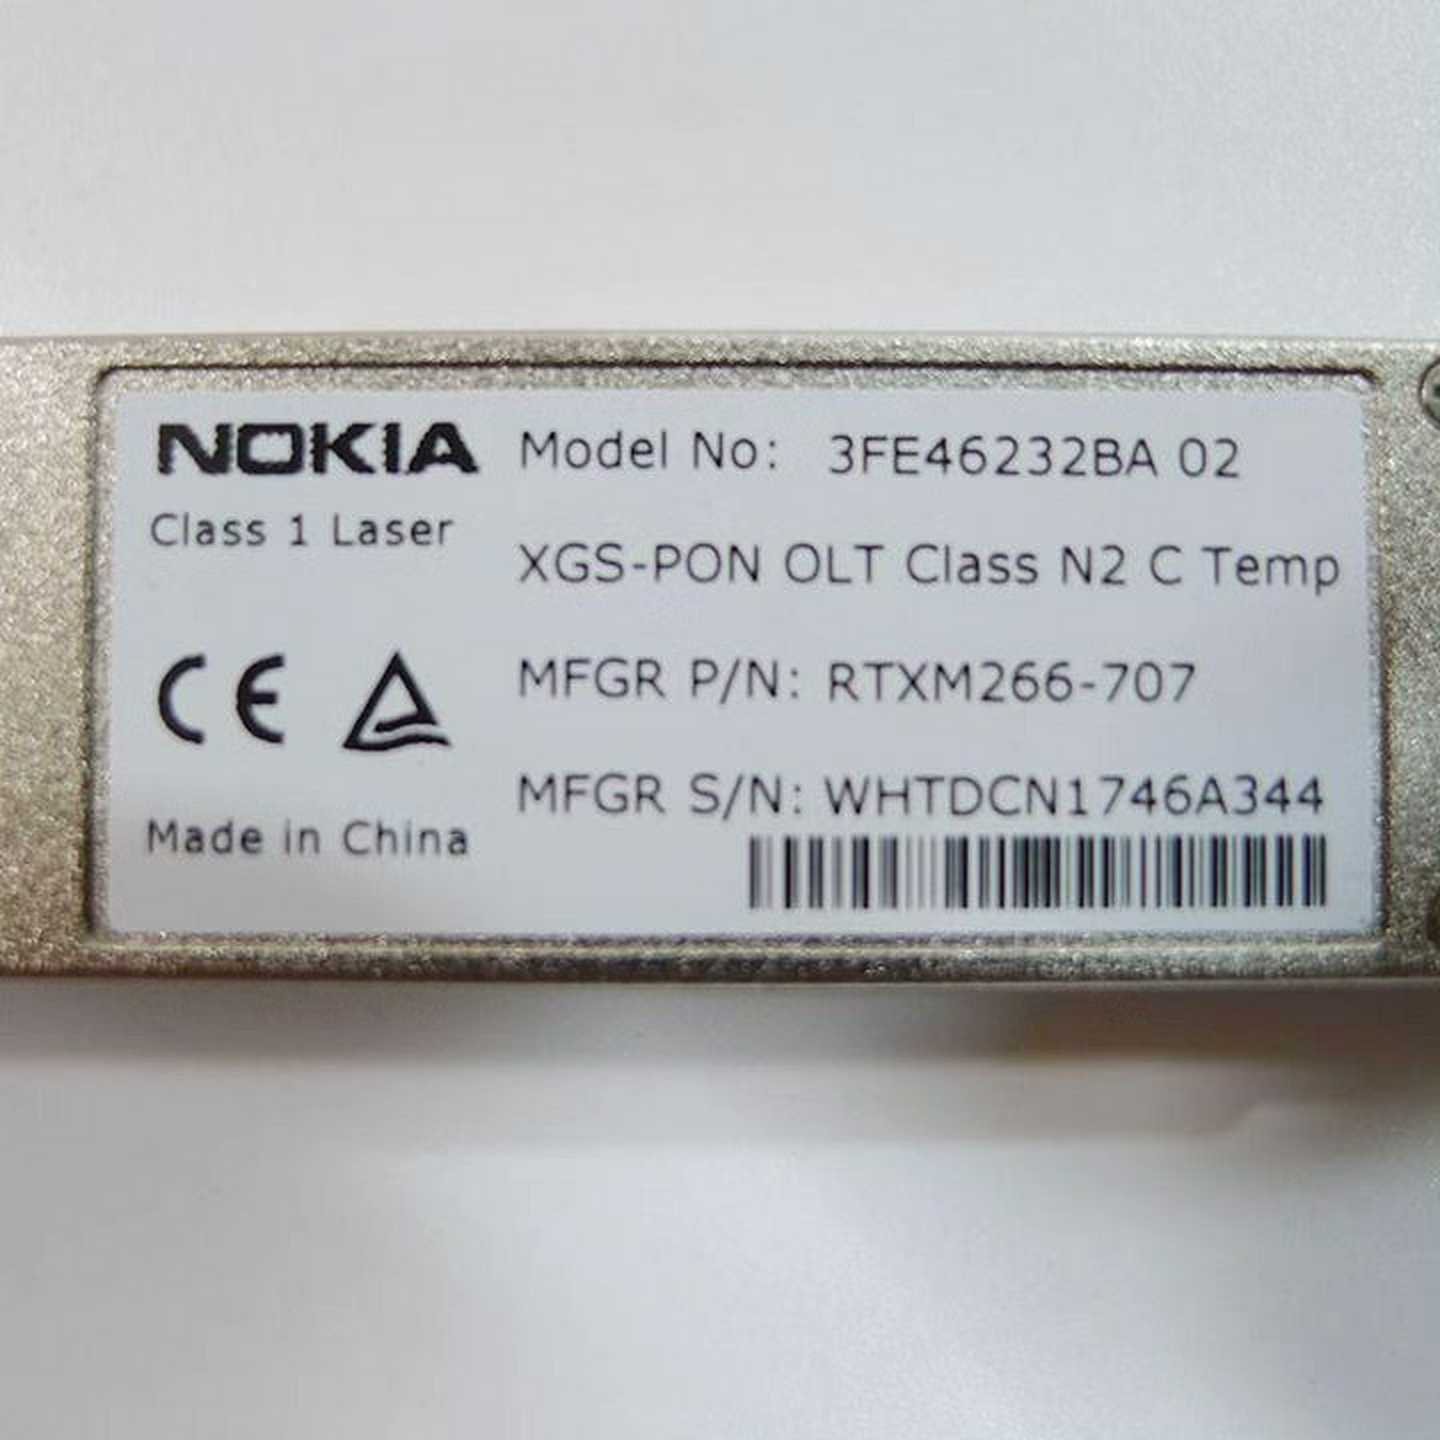 NOKIA
Class 1 Laser
CE
Made in China
Model No: 3FE46232BA 02
XGS-PON OLT Class N2 C Temp
MFGR P/N: RTXM266-707
MFGR S/N: WHTDCN1746A344